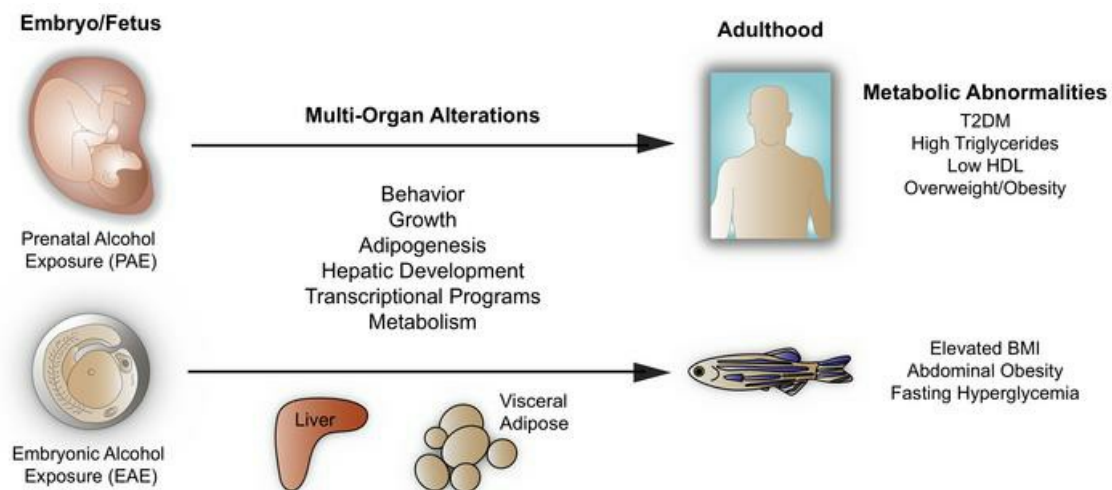 Embryo/Fetus
Prenatal Alcohol
Exposure (PAE)
Multi-Organ Alterations
Behavior
Growth
Adipogenesis
Hepatic Development
Transcriptional Programs
Metabolism
Adulthood
Metabolic Abnormalities
T2DM
High Triglycerides
Low HDL
Overweight/Obesity
Embryonic Alcohol
Exposure (EAE)
Liver
Visceral
Adipose
Elevated BMI
Abdominal Obesity
Fasting Hyperglycemia